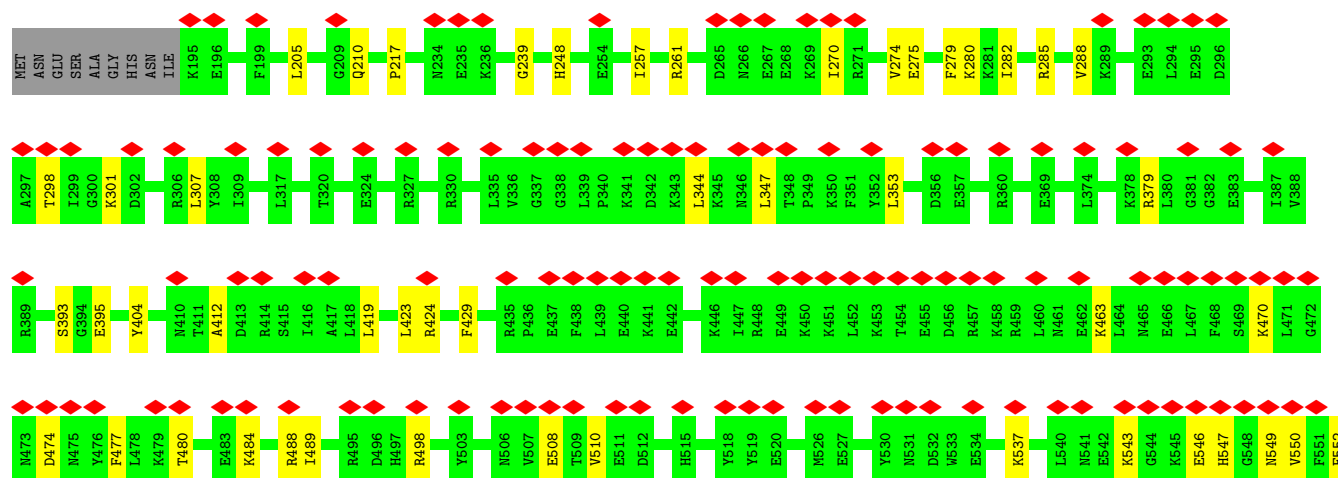 MET ASN GLU SER ALA GLY HIS ASN ILE K195 E196 F199 L205 G209 Q210 P217 N234 E235 K236 G239 H248 E254 I257 R261 D265 N266 E267 E268 K269 I270 R271 V274 E275 F279 K280 K281 I282 R285 V288 K289 E293 L294 E295 D296
A297 T298 I299 G300 K301 D302 R306 L307 Y308 I309 L317 T320 E324 R327 R330 L335 V336 G337 G338 L339 P340 K341 D342 K343 L344 K345 N346 L347 T348 P349 K350 F351 Y352 L353 D356 E357 R360 E369 L374 K378 R379 L380 G381 G382 E383 I387 V388
R389 S393 G394 E395 Y404 N410 T411 A412 D413 R414 S415 I416 A417 L418 L419 L423 R424 F429 R435 P436 E437 F438 L439 E440 K441 E442 K446 I447 R448 E449 K450 K451 L452 K453 T454 E455 D456 R457 K458 R459 L460 N461 E462 K463 L464 N465 E466 L467 F468 S469 K470 L471 G472
N473 D474 N475 Y476 F477 L478 K479 T480 E483 K484 R488 I489 R495 D496 H497 R498 Y503 N506 V507 E508 T509 V510 E511 D512 H515 Y518 Y519 E520 M526 E527 Y530 N531 D532 W533 E534 K537 L540 N541 E542 K543 G544 K545 E546 H547 G548 N549 V550 F551